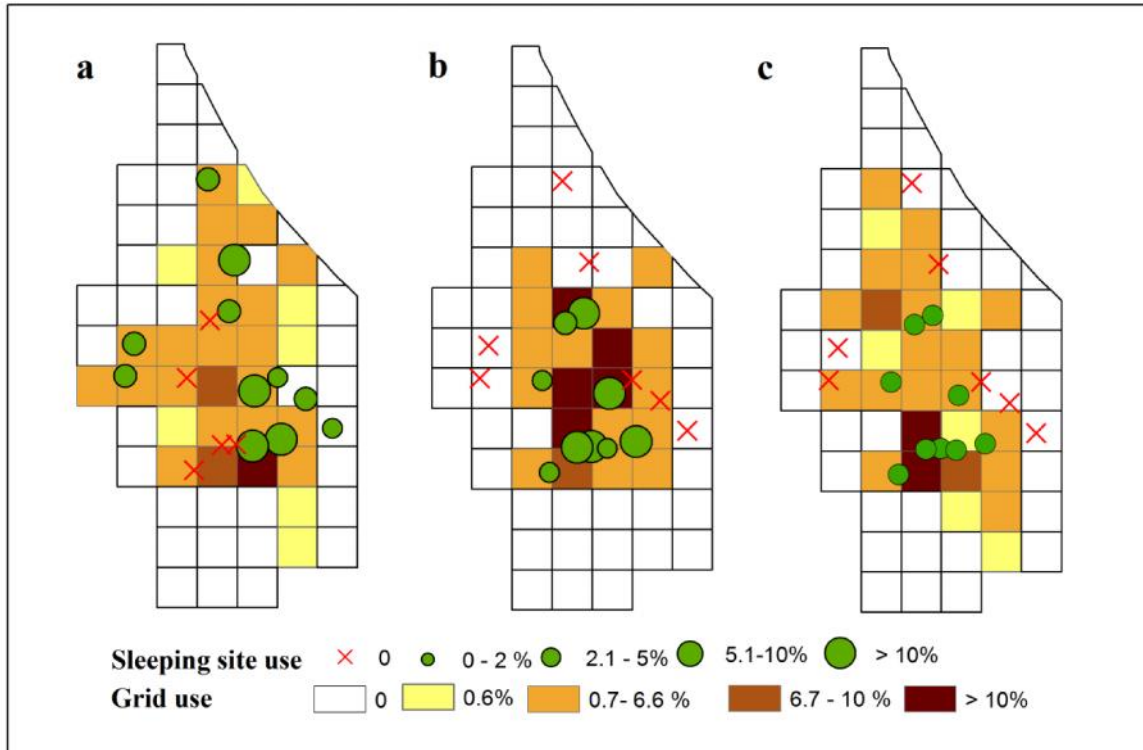 a b c
Sleeping site use 0 0 - 2 % 2.1 - 5% 5.1-10% > 10%
Grid use 0 0.6% 0.7- 6.6 % 6.7 - 10 % > 10%